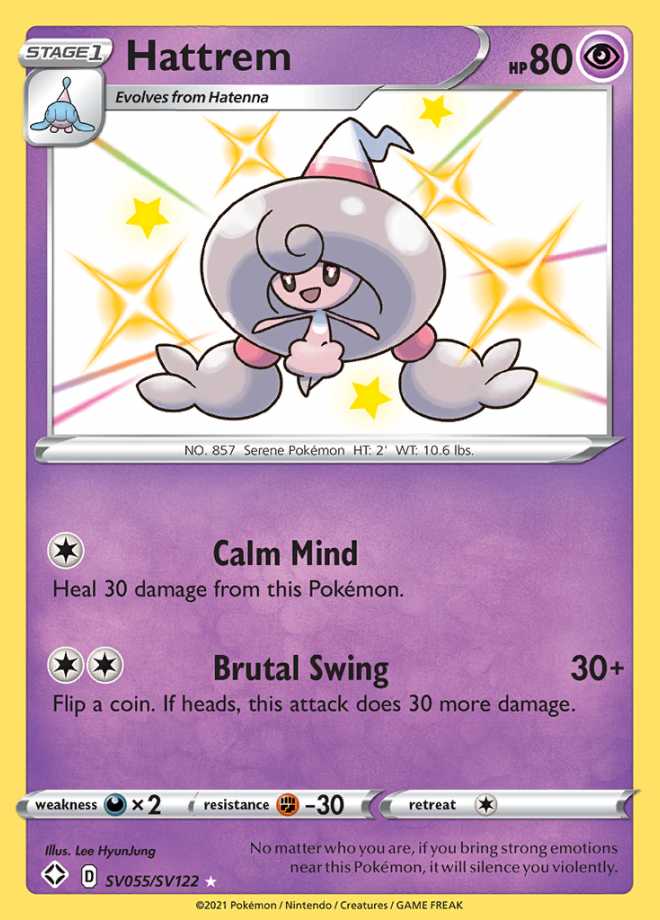 STAGE 1
Hattrem
HP 80
Evolves from Hatenna
NO. 857 Serene Pokémon HT: 2' WT: 10.6 lbs.
Calm Mind
Heal 30 damage from this Pokémon.
Brutal Swing 30+
Flip a coin. If heads, this attack does 30 more damage.
weakness ×2 resistance -30 retreat
Illus. Lee HyunJung
D SV055/SV122
No matter who you are, if you bring strong emotions
near this Pokémon, it will silence you violently.
©2021 Pokémon / Nintendo / Creatures / GAME FREAK